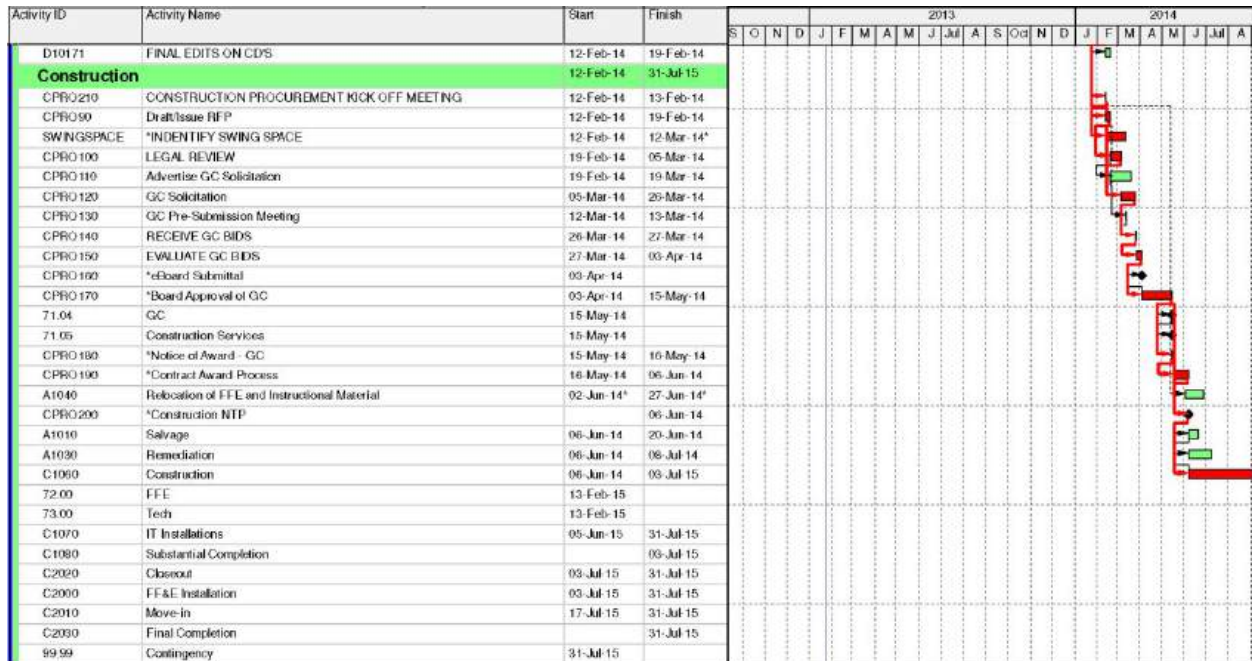 Activity ID Activity Name Start Finish 2013 2014
S O N D J F M A M J Jul A S Oct N D J F M A M J Jul A
D10171 FINAL EDITS ON CD'S 12-Feb-14 19-Feb-14
Construction 12-Feb-14 31-Jul-15
CPRO210 CONSTRUCTION PROCUREMENT KICK OFF MEETING 12-Feb-14 13-Feb-14
CPRO90 Draft/Issue RFP 12-Feb-14 19-Feb-14
SWINGSPACE *INDENTIFY SWING SPACE 12-Feb-14 12-Mar-14*
CPRO100 LEGAL REVIEW 19-Feb-14 05-Mar-14
CPRO110 Advertise GC Solicitation 19-Feb-14 19-Mar-14
CPRO120 GC Solicitation 05-Mar-14 26-Mar-14
CPRO130 GC Pre-Submission Meeting 12-Mar-14 13-Mar-14
CPRO140 RECEIVE GC BIDS 26-Mar-14 27-Mar-14
CPRO150 EVALUATE GC BIDS 27-Mar-14 03-Apr-14
CPRO160 *eBoard Submittal 03-Apr-14
CPRO170 *Board Approval of GC 03-Apr-14 15-May-14
71.04 GC 15-May-14
71.05 Construction Services 15-May-14
CPRO180 *Notice of Award - GC 15-May-14 16-May-14
CPRO190 *Contract Award Process 16-May-14 06-Jun-14
A1040 Relocation of FFE and Instructional Material 02-Jun-14* 27-Jun-14*
CPRO200 *Construction NTP 06-Jun-14
A1010 Salvage 06-Jun-14 20-Jun-14
A1030 Remediation 06-Jun-14 08-Jul-14
C1060 Construction 06-Jun-14 03-Jul-15
72.00 FFE 13-Feb-15
73.00 Tech 13-Feb-15
C1070 IT Installations 05-Jun-15 31-Jul-15
C1080 Substantial Completion 03-Jul-15
C2020 Closeout 03-Jul-15 31-Jul-15
C2000 FF&E Installation 03-Jul-15 31-Jul-15
C2010 Move-in 17-Jul-15 31-Jul-15
C2030 Final Completion 31-Jul-15
99.99 Contingency 31-Jul-15